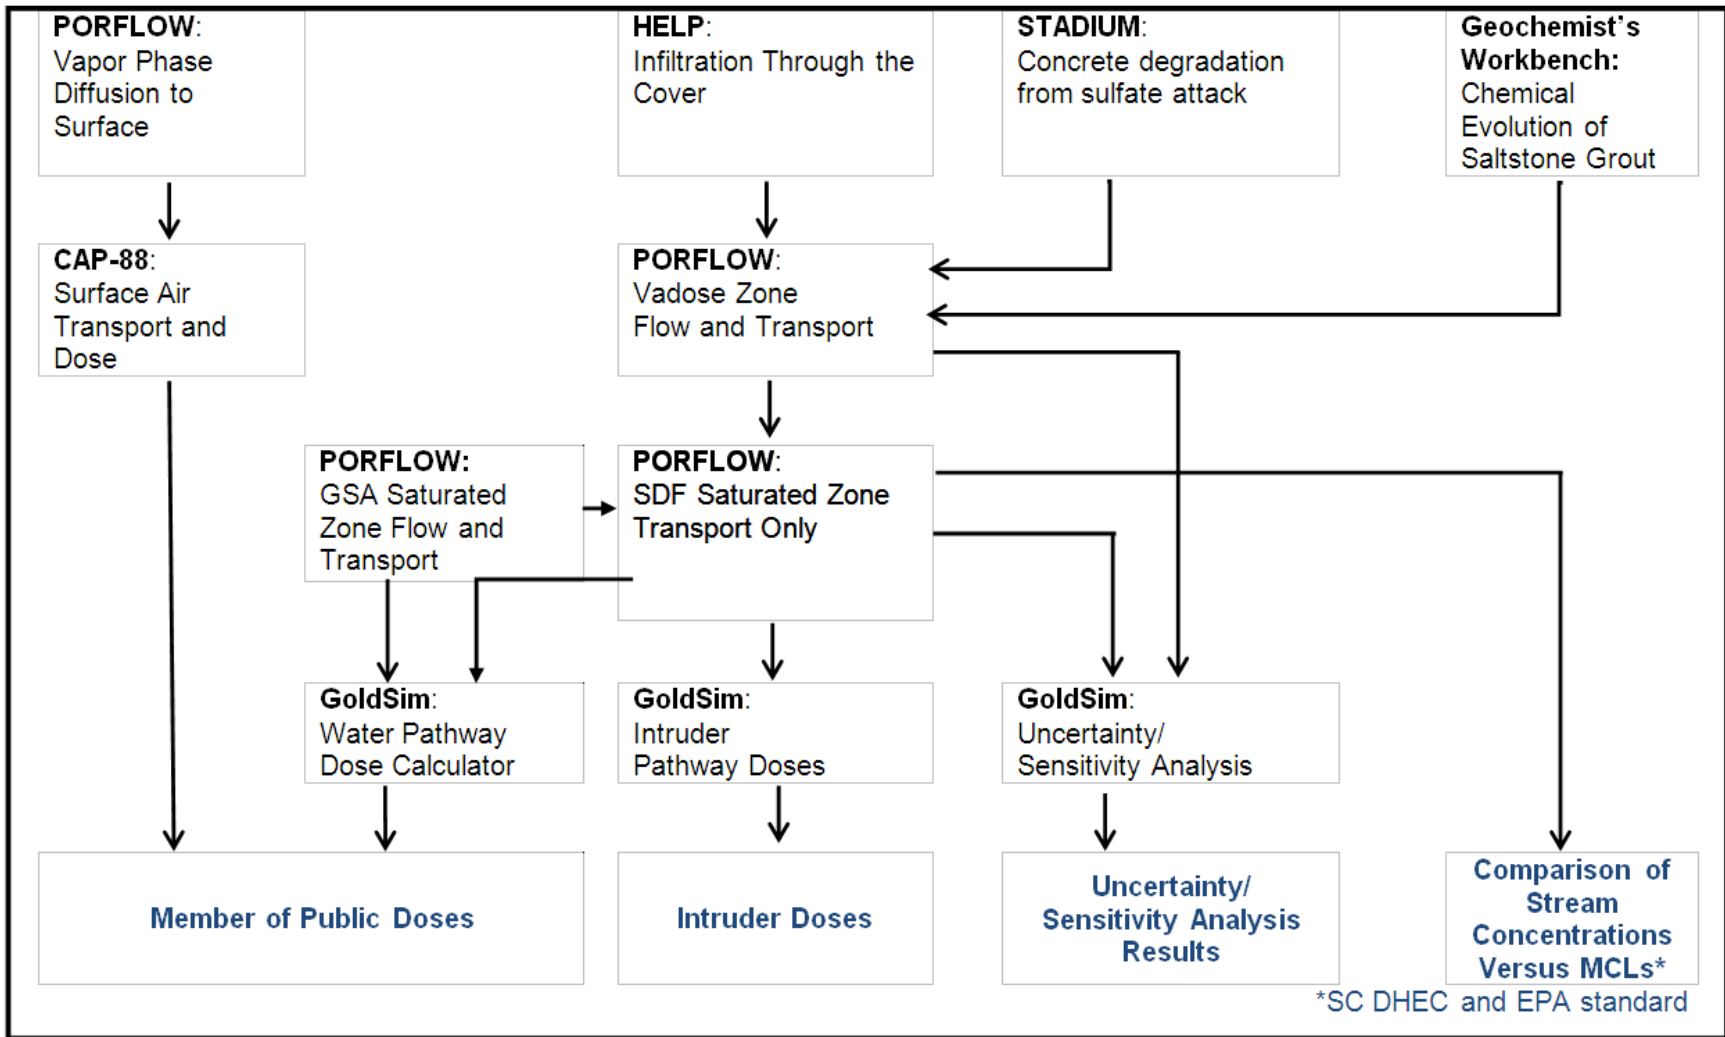 PORFLOW:
Vapor Phase
Diffusion to
Surface
HELP:
Infiltration Through the
Cover
STADIUM:
Concrete degradation
from sulfate attack
Geochemist's
Workbench:
Chemical
Evolution of
Saltstone Grout
CAP-88:
Surface Air
Transport and
Dose
PORFLOW:
Vadose Zone
Flow and Transport
PORFLOW:
GSA Saturated
Zone Flow and
Transport
PORFLOW:
SDF Saturated Zone
Transport Only
GoldSim:
Water Pathway
Dose Calculator
GoldSim:
Intruder
Pathway Doses
GoldSim:
Uncertainty/
Sensitivity Analysis
Member of Public Doses
Intruder Doses
Uncertainty/
Sensitivity Analysis
Results
Comparison of
Stream
Concentrations
Versus MCLs*
*SC DHEC and EPA standard